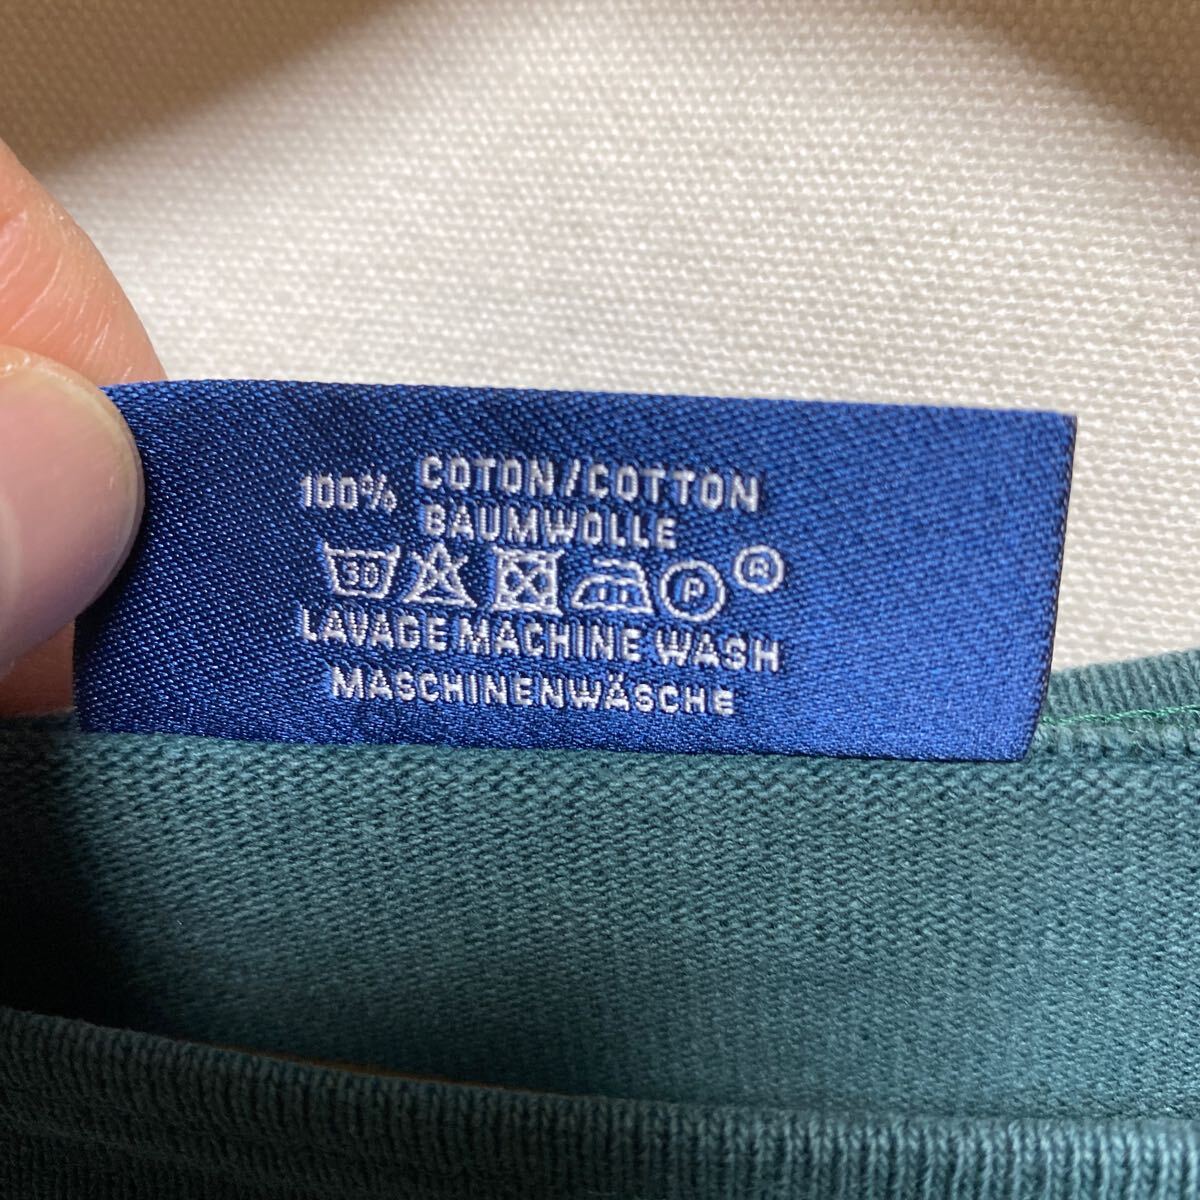 100% COTON/COTTON
BAUMWOLLE
30 P ®
LAVAGE MACHINE WASH
MASCHINENWÄSCHE